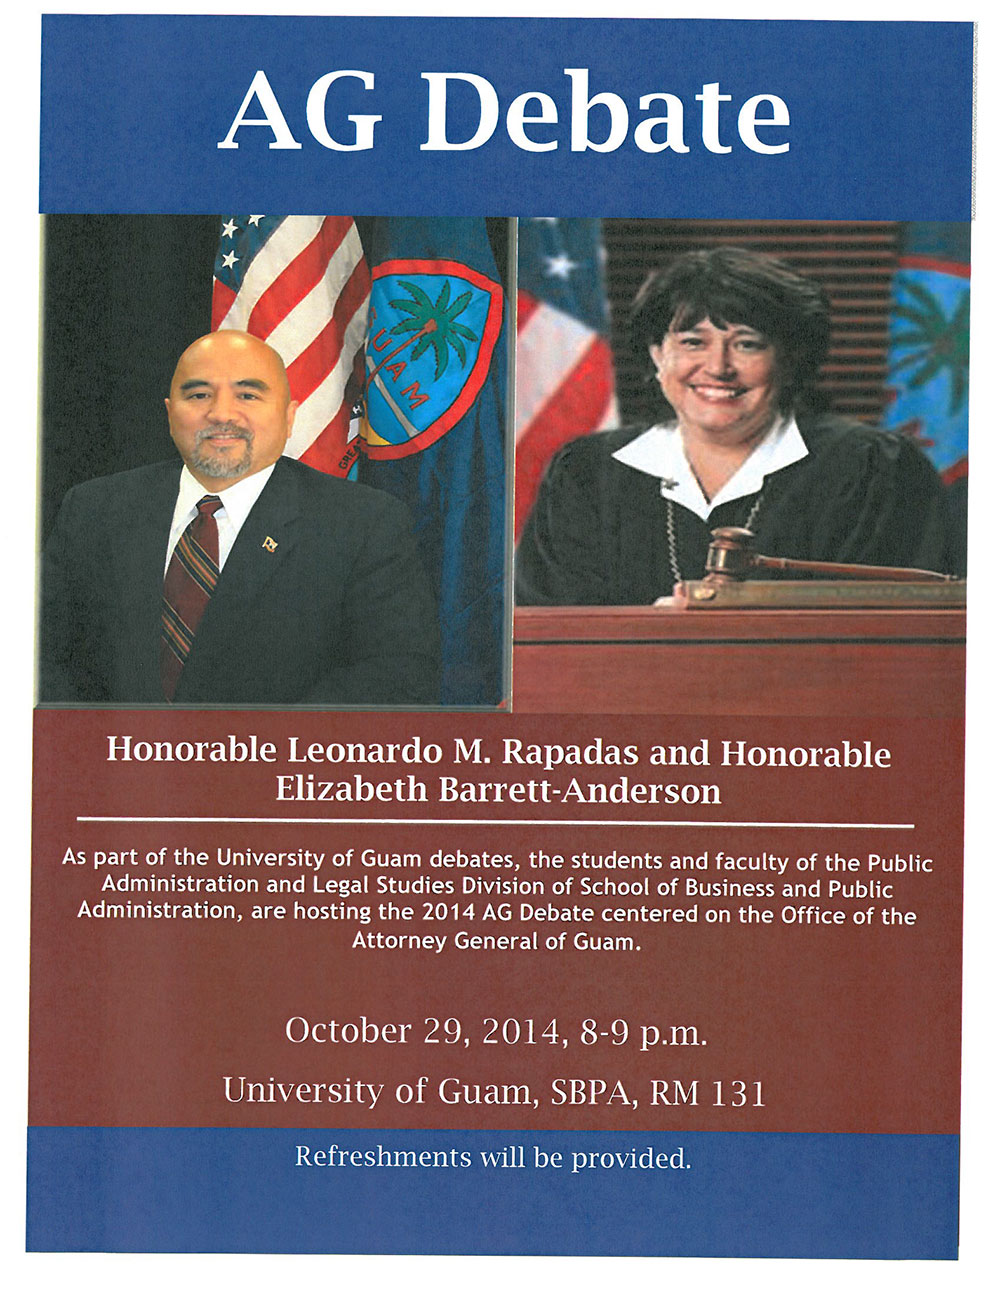 AG Debate
GUAM
GREA
Honorable Leonardo M. Rapadas and Honorable
Elizabeth Barrett-Anderson
As part of the University of Guam debates, the students and faculty of the Public
Administration and Legal Studies Division of School of Business and Public
Administration, are hosting the 2014 AG Debate centered on the Office of the
Attorney General of Guam.
October 29, 2014, 8-9 p.m.
University of Guam, SBPA, RM 131
Refreshments will be provided.